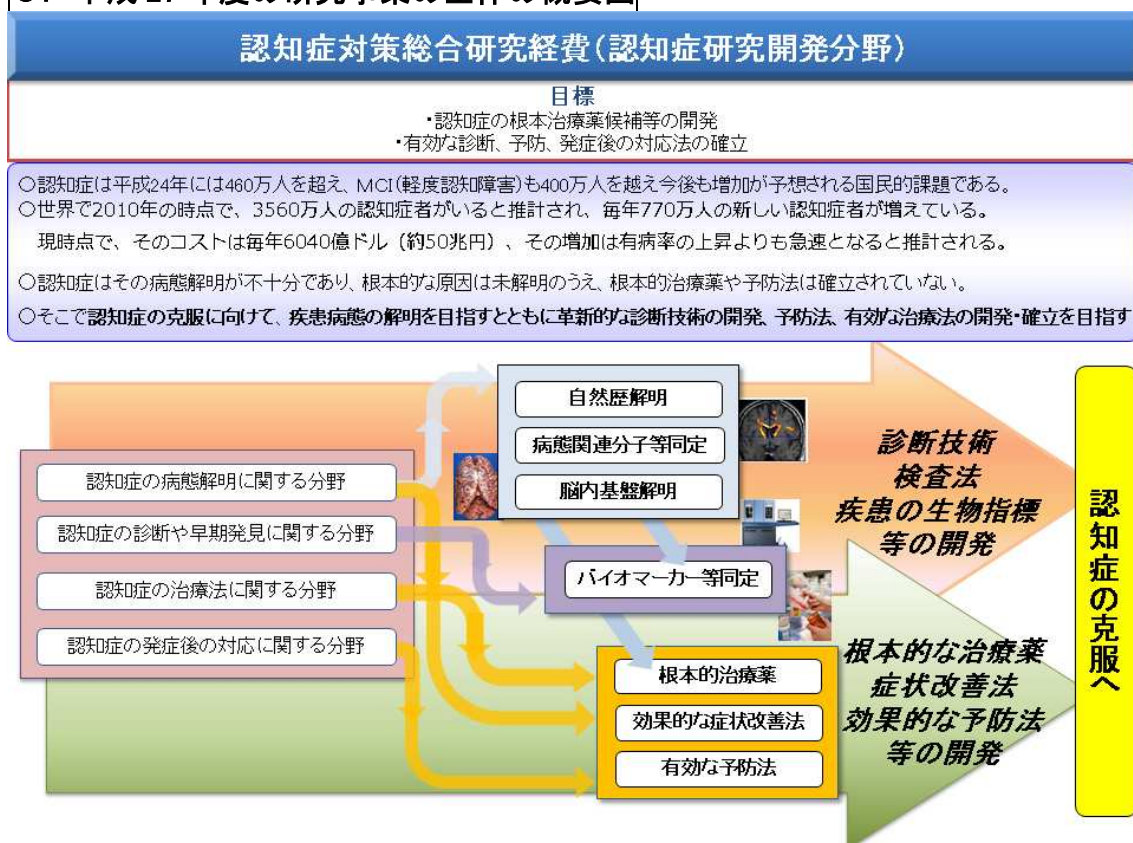 平成27年度の研究事業の全体の概要図
認知症対策総合研究経費(認知症研究開発分野)
目標
・認知症の根本治療薬候補等の開発
・有効な診断、予防、発症後の対応法の確立
○認知症は平成24年には460万人を超え、MCI(軽度認知障害)も400万人を越え今後も増加が予想される国民的課題である。
○世界で2010年の時点で、3560万人の認知症者がいると推計され、毎年770万人の新しい認知症者が増えている。
現時点で、そのコストは毎年6040億ドル(約50兆円)、その増加は有病率の上昇よりも急速となると推計される。
○認知症はその病態解明が不十分であり、根本的な原因は未解明のうえ、根本的治療薬や予防法は確立されていない。
○そこで認知症の克服に向けて、疾患病態の解明を目指すとともに革新的な診断技術の開発、予防法、有効な治療法の開発・確立を目指す
認知症の病態解明に関する分野
認知症の診断や早期発見に関する分野
認知症の治療法に関する分野
認知症の発症後の対応に関する分野
自然歴解明
病態関連分子等同定
脳内基盤解明
バイオマーカー等同定
根本的治療薬
効果的な症状改善法
有効な予防法
診断技術
検査法
疾患の生物指標
等の開発
根本的な治療薬
症状改善法
効果的な予防法
等の開発
認知症の克服へ